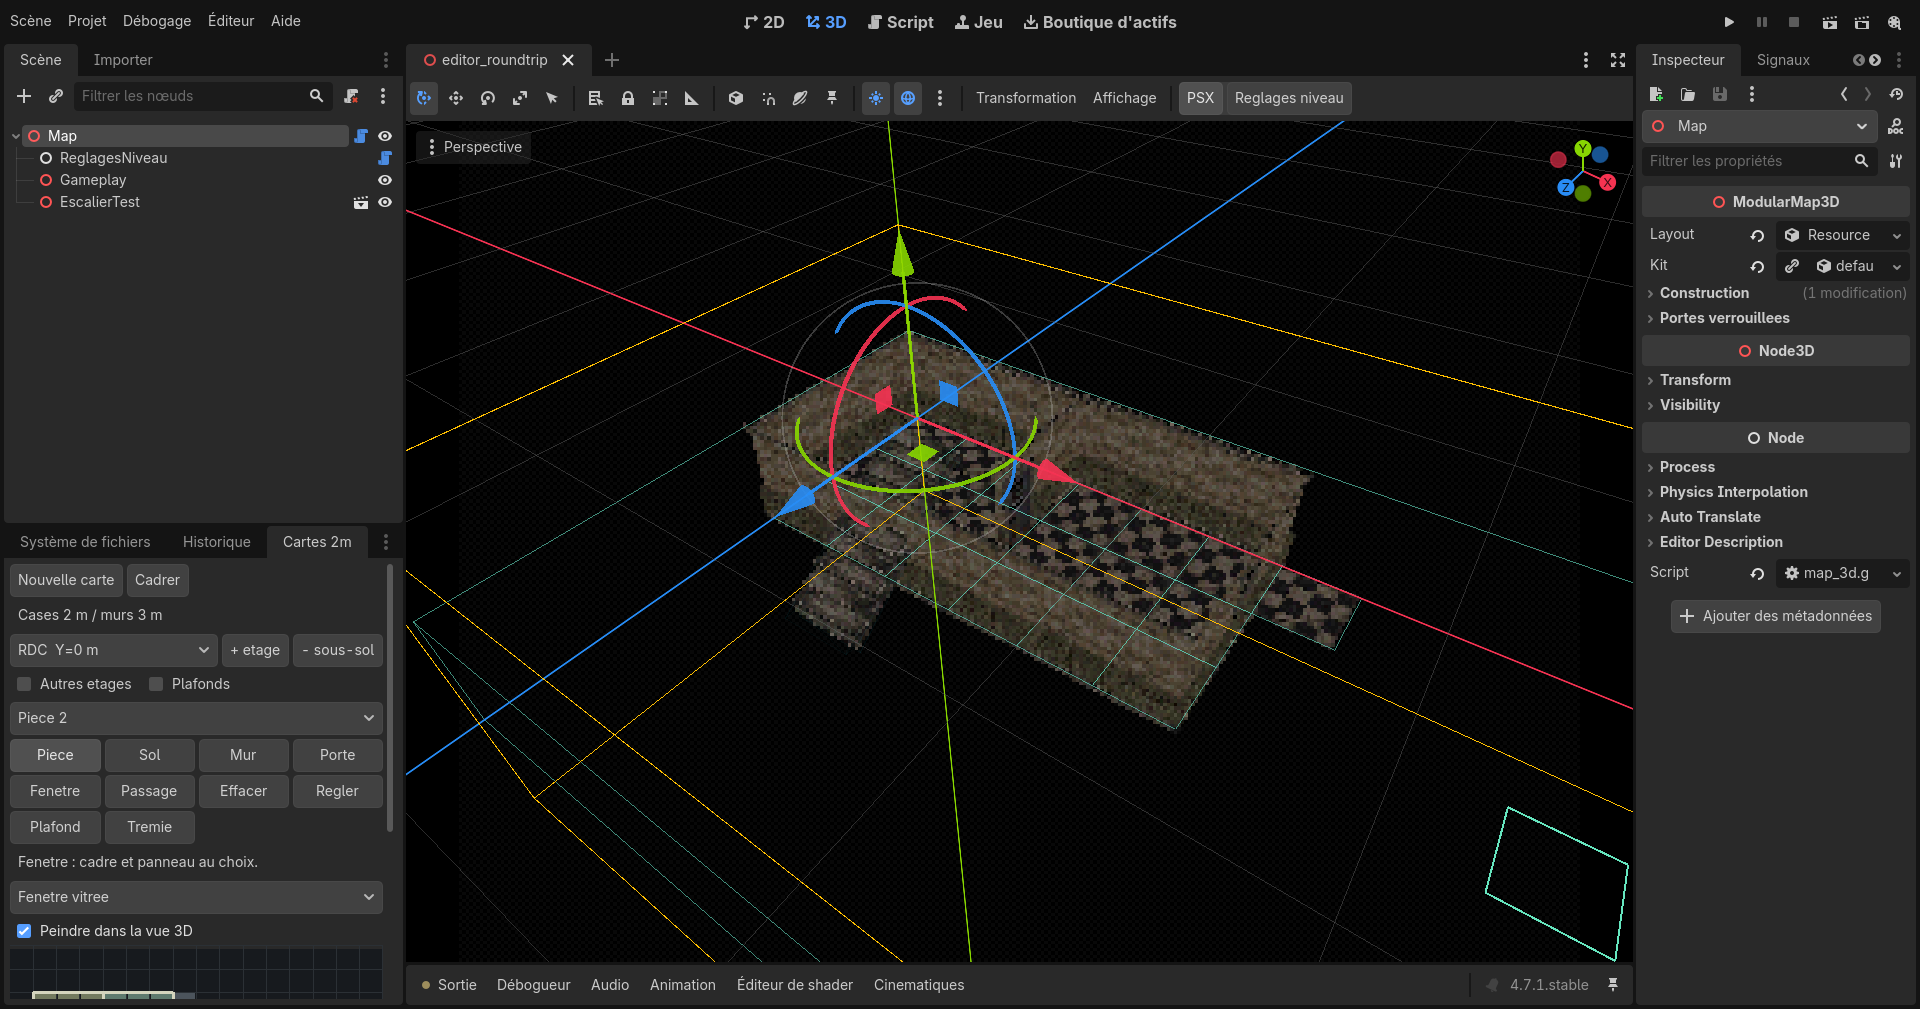 Scène Projet Débogage Éditeur Aide
2D 3D Script Jeu Boutique d'actifs
Scène Importer
Filtrer les nœuds
Map
ReglagesNiveau
Gameplay
EscalierTest
Système de fichiers Historique Cartes 2m
Nouvelle carte Cadrer
Cases 2 m / murs 3 m
RDC Y=0 m + etage - sous-sol
Autres etages Plafonds
Piece 2
Piece Sol Mur Porte
Fenetre Passage Effacer Regler
Plafond Tremie
Fenetre : cadre et panneau au choix.
Fenetre vitree
Peindre dans la vue 3D
editor_roundtrip
Transformation Affichage PSX Reglages niveau
Perspective
Y
X
Z
Sortie Débogueur Audio Animation Éditeur de shader Cinematiques 4.7.1.stable
Inspecteur Signaux
Map
DOC
Filtrer les propriétés
ModularMap3D
Layout Resource
Kit defau
Construction (1 modification)
Portes verrouillees
Node3D
Transform
Visibility
Node
Process
Physics Interpolation
Auto Translate
Editor Description
Script map_3d.g
Ajouter des métadonnées